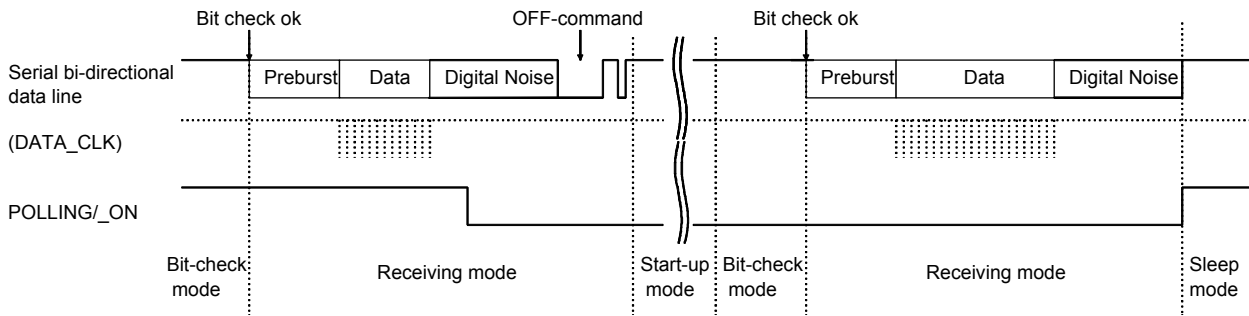 Bit check ok
OFF-command
Bit check ok
Serial bi-directional
data line
Preburst
Data
Digital Noise
Preburst
Data
Digital Noise
(DATA_CLK)
POLLING/_ON
Bit-check
mode
Receiving mode
Start-up
mode
Bit-check
mode
Receiving mode
Sleep
mode